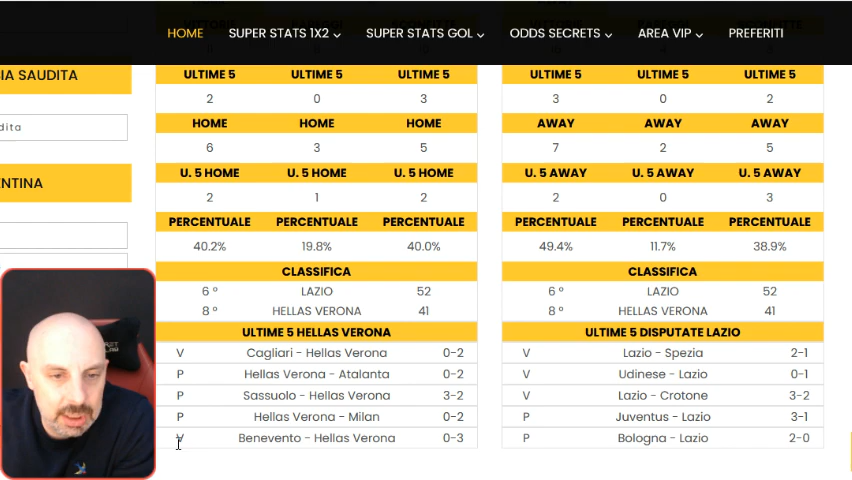 HOME SUPER STATS 1X2 SUPER STATS GOL ODDS SECRETS AREA VIP PREFERITI
BIA SAUDITA
dita
ENTINA
ULTIME 5 ULTIME 5 ULTIME 5 ULTIME 5 ULTIME 5 ULTIME 5
2 0 3 3 0 2
HOME HOME HOME AWAY AWAY AWAY
6 3 5 7 2 5
U. 5 HOME U. 5 HOME U. 5 HOME U. 5 AWAY U. 5 AWAY U. 5 AWAY
2 1 2 2 0 3
PERCENTUALE PERCENTUALE PERCENTUALE PERCENTUALE PERCENTUALE PERCENTUALE
40.2% 19.8% 40.0% 49.4% 11.7% 38.9%
CLASSIFICA CLASSIFICA
6 º LAZIO 52 6 º LAZIO 52
8 º HELLAS VERONA 41 8 º HELLAS VERONA 41
ULTIME 5 HELLAS VERONA ULTIME 5 DISPUTATE LAZIO
V Cagliari - Hellas Verona 0-2 V Lazio - Spezia 2-1
P Hellas Verona - Atalanta 0-2 V Udinese - Lazio 0-1
P Sassuolo - Hellas Verona 3-2 V Lazio - Crotone 3-2
P Hellas Verona - Milan 0-2 P Juventus - Lazio 3-1
V Benevento - Hellas Verona 0-3 P Bologna - Lazio 2-0